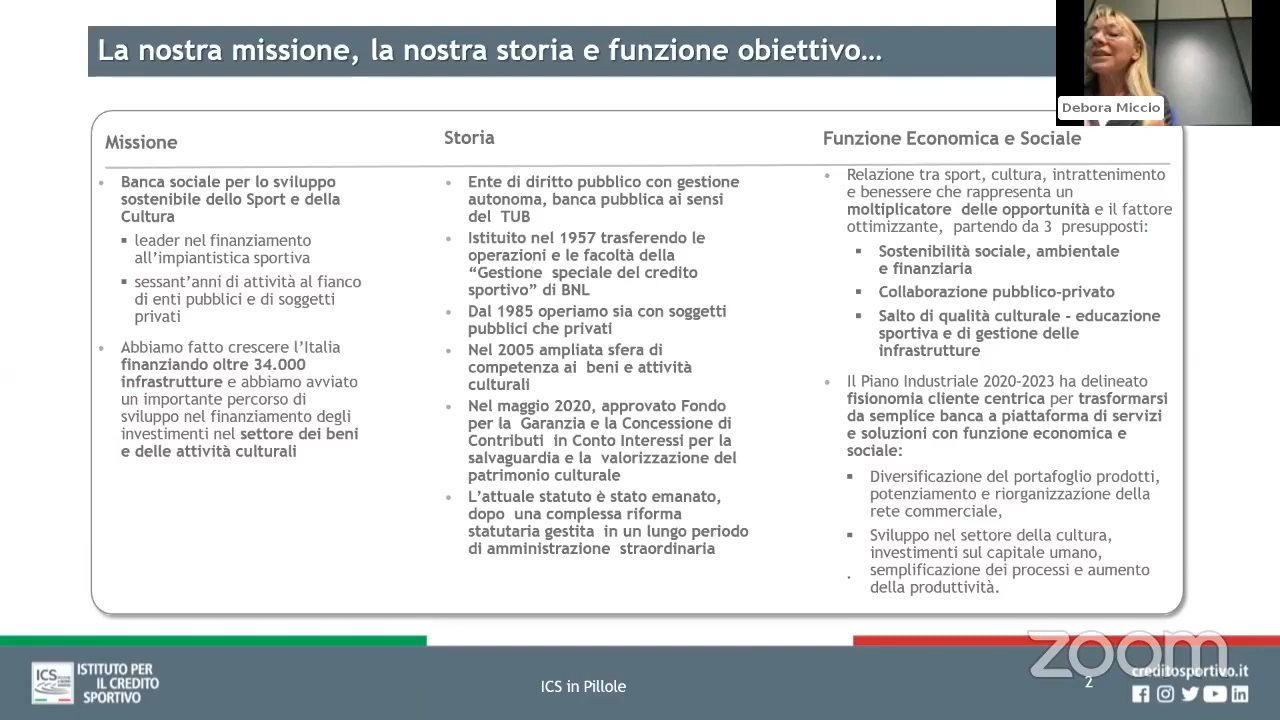 La nostra missione, la nostra storia e funzione obiettivo…
Debora Miccio
Missione
Banca sociale per lo sviluppo
sostenibile dello Sport e della
Cultura
leader nel finanziamento
all’impiantistica sportiva
sessant’anni di attività al fianco
di enti pubblici e di soggetti
privati
Abbiamo fatto crescere l’Italia
finanziando oltre 34.000
infrastrutture e abbiamo avviato
un importante percorso di
sviluppo nel finanziamento degli
investimenti nel settore dei beni
e delle attività culturali
Storia
Ente di diritto pubblico con gestione
autonoma, banca pubblica ai sensi
del TUB
Istituito nel 1957 trasferendo le
operazioni e le facoltà della
“Gestione speciale del credito
sportivo” di BNL
Dal 1985 operiamo sia con soggetti
pubblici che privati
Nel 2005 ampliata sfera di
competenza ai beni e attività
culturali
Nel maggio 2020, approvato Fondo
per la Garanzia e la Concessione di
Contributi in Conto Interessi per la
salvaguardia e la valorizzazione del
patrimonio culturale
L’attuale statuto è stato emanato,
dopo una complessa riforma
statutaria gestita in un lungo periodo
di amministrazione straordinaria
Funzione Economica e Sociale
Relazione tra sport, cultura, intrattenimento
e benessere che rappresenta un
moltiplicatore delle opportunità e il fattore
ottimizzante, partendo da 3 presupposti:
Sostenibilità sociale, ambientale
e finanziaria
Collaborazione pubblico-privato
Salto di qualità culturale - educazione
sportiva e di gestione delle
infrastrutture
Il Piano Industriale 2020-2023 ha delineato
fisionomia cliente centrica per trasformarsi
da semplice banca a piattaforma di servizi
e soluzioni con funzione economica e
sociale:
Diversificazione del portafoglio prodotti,
potenziamento e riorganizzazione della
rete commerciale,
Sviluppo nel settore della cultura,
investimenti sul capitale umano,
. semplificazione dei processi e aumento
della produttività.
ICS
ISTITUTO PER
IL CREDITO
SPORTIVO
ICS in Pillole
2
zoom
creditosportivo.it